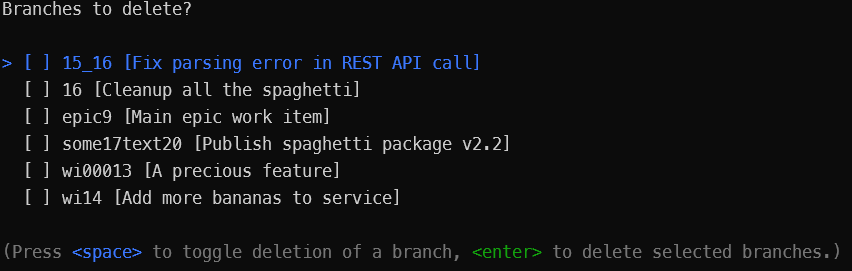 Branches to delete?
> [ ] 15_16 [Fix parsing error in REST API call]
[ ] 16 [Cleanup all the spaghetti]
[ ] epic9 [Main epic work item]
[ ] some17text20 [Publish spaghetti package v2.2]
[ ] wi00013 [A precious feature]
[ ] wi14 [Add more bananas to service]
(Press <space> to toggle deletion of a branch, <enter> to delete selected branches.)